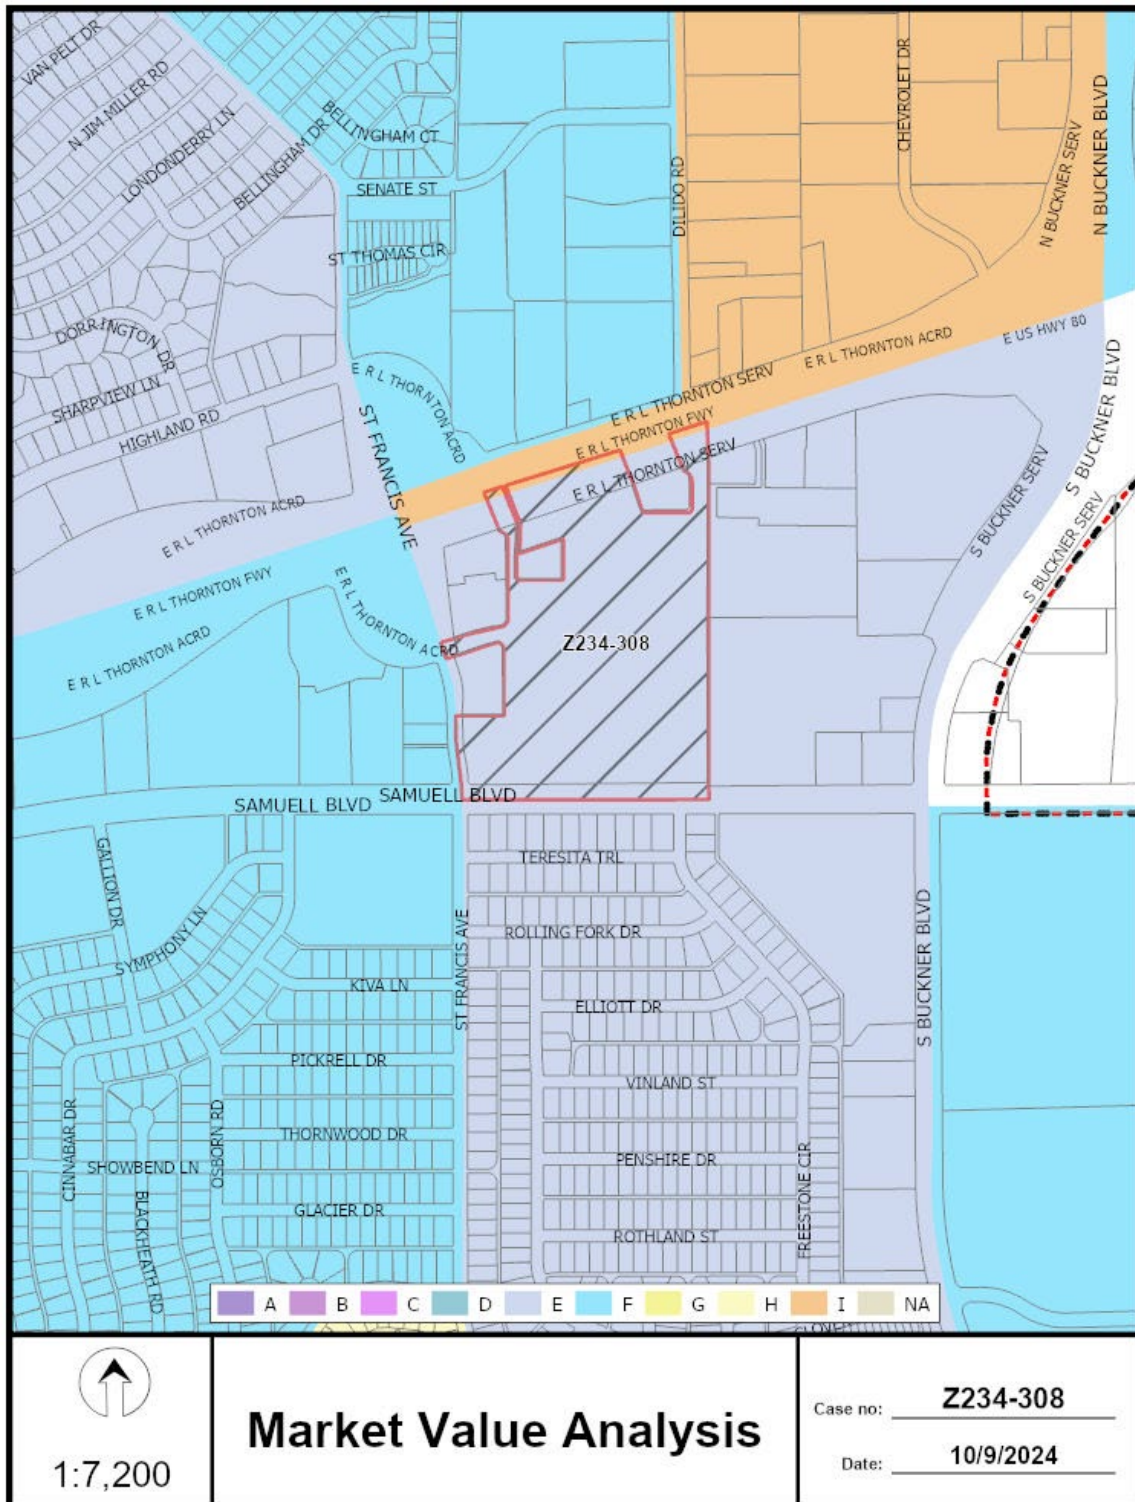 VAN PELT DR
N JIM MILLER RD
LONDONDERRY LN
BELLINGHAM DR
BELLINGHAM CT
SENATE ST
ST THOMAS CIR
DILIDO RD
CHEVROLET DR
N BUCKNER SERV
N BUCKNER BLVD
DORRINGTON DR
SHARPVIEW LN
HIGHLAND RD
E R L THORNTON ACRD
ST FRANCIS AVE
E R L THORNTON SERV
E R L THORNTON ACRD
E US HWY 80
E R L THORNTON FWY
E R L THORNTON SERV
S BUCKNER BLVD
S BUCKNER SERV
S BUCKNER SERV
E R L THORNTON ACRD
E R L THORNTON FWY
E R L THORNTON ACRD
E R L THORNTON ACRD
Z234-308
SAMUELL BLVD
SAMUELL BLVD
GALLION DR
SYMPHONY LN
TERESITA TRL
ST FRANCIS AVE
ROLLING FORK DR
KIVA LN
ELLIOTT DR
S BUCKNER BLVD
PICKRELL DR
VINLAND ST
CINNABAR DR
OSBORN RD
THORNWOOD DR
SHOWBEND LN
PENSHIRE DR
BLACKHEATH RD
GLACIER DR
ROTHLAND ST
FREESTONE CIR
A B C D E F G H I NA
1:7,200
Market Value Analysis
Case no: Z234-308
Date: 10/9/2024